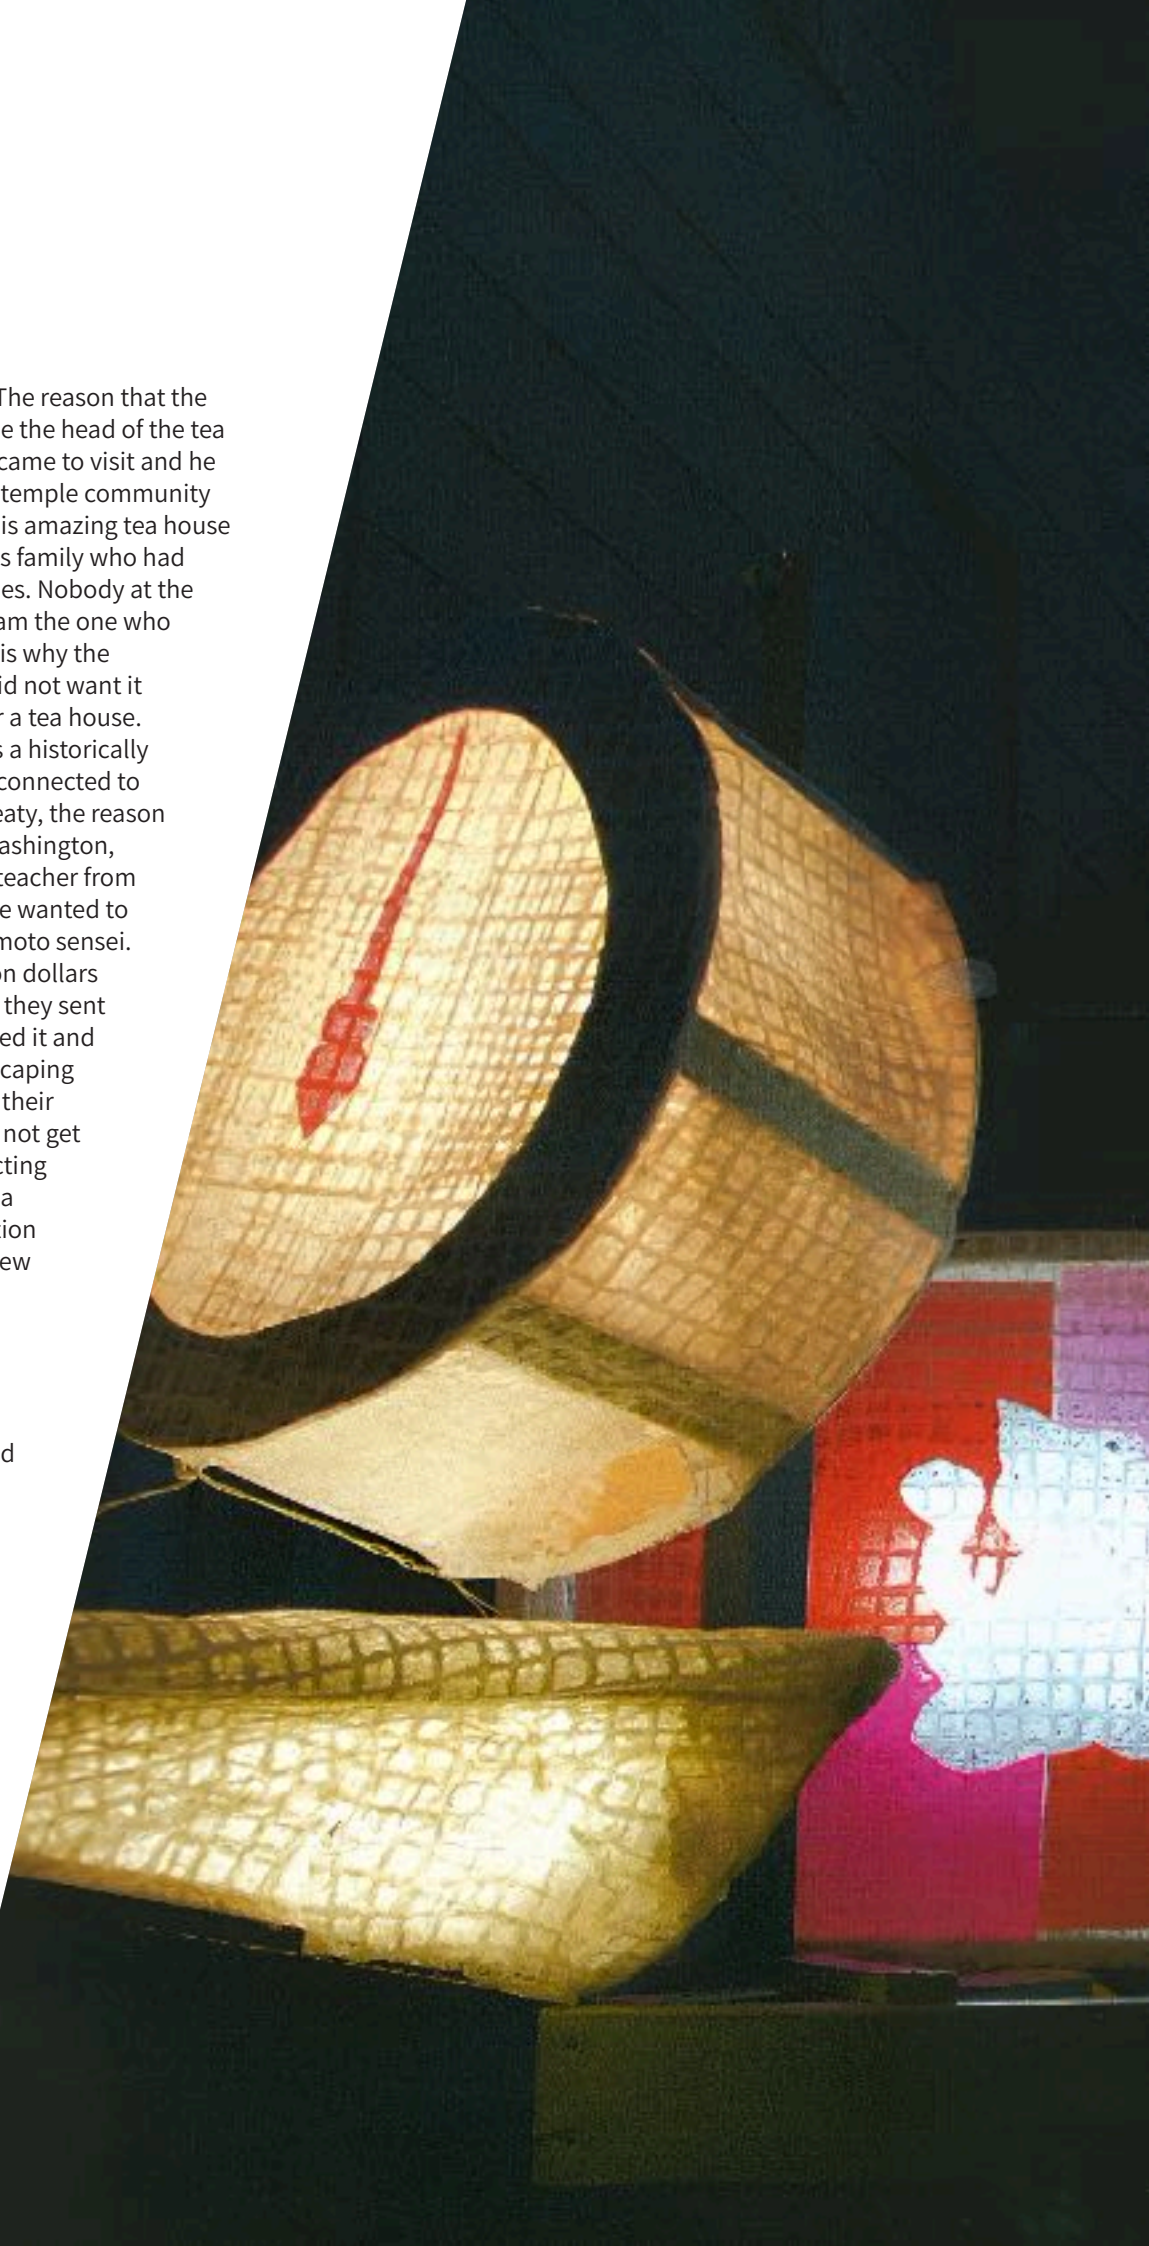 The reason that the
e the head of the tea
came to visit and he
temple community
is amazing tea house
s family who had
es. Nobody at the
am the one who
is why the
id not want it
r a tea house.
s a historically
connected to
eaty, the reason
ashington,
teacher from
e wanted to
moto sensei.
on dollars
they sent
ed it and
caping
their
not get
cting
a
tion
ew
d